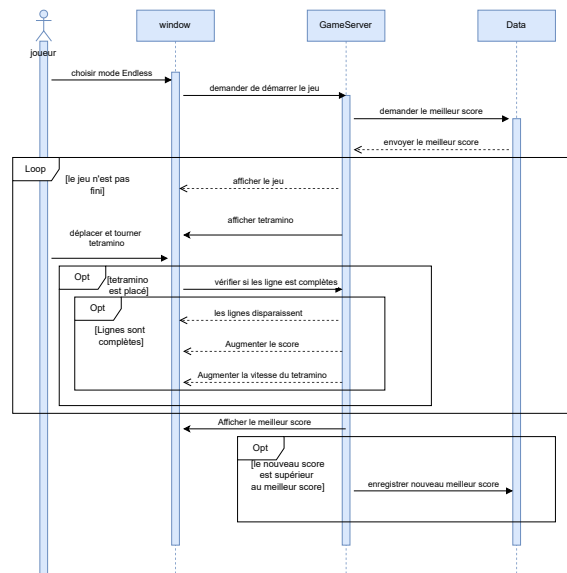 window
GameServer
Data
joueur
choisir mode Endless
demander de démarrer le jeu
demander le meilleur score
envoyer le meilleur score
Loop
[le jeu n'est pas
fini]
afficher le jeu
afficher tetramino
déplacer et tourner
tetramino
Opt
[tetramino
est placé]
vérifier si les ligne est complètes
Opt
[Lignes sont
complètes]
les lignes disparaissent
Augmenter le score
Augmenter la vitesse du tetramino
Afficher le meilleur score
Opt
[le nouveau score
est supérieur
au meilleur score]
enregistrer nouveau meilleur score